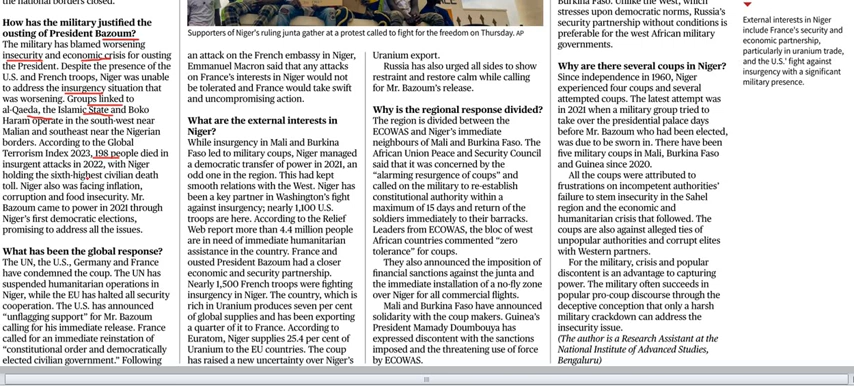 the national borders closed.
How has the military justified the
ousting of President Bazoum?
The military has blamed worsening
insecurity and economic crisis for ousting
the President. Despite the presence of the
U.S. and French troops, Niger was unable
to address the insurgency situation that
was worsening. Groups linked to
al-Qaeda, the Islamic State and Boko
Haram operate in the south-west near
Malian and southeast near the Nigerian
borders. According to the Global
Terrorism Index 2023, 198 people died in
insurgent attacks in 2022, with Niger
holding the sixth-highest civilian death
toll. Niger also was facing inflation,
corruption and food insecurity. Mr.
Bazoum came to power in 2021 through
Niger's first democratic elections,
promising to address all the issues.
What has been the global response?
The UN, the U.S., Germany and France
have condemned the coup. The UN has
suspended humanitarian operations in
Niger, while the EU has halted all security
cooperation. The U.S. has announced
“unflagging support” for Mr. Bazoum
calling for his immediate release. France
called for an immediate reinstation of
“constitutional order and democratically
elected civilian government.” Following
Supporters of Niger's ruling junta gather at a protest called to fight for the freedom on Thursday. AP
an attack on the French embassy in Niger,
Emmanuel Macron said that any attacks
on France's interests in Niger would not
be tolerated and France would take swift
and uncompromising action.
What are the external interests in
Niger?
While insurgency in Mali and Burkina
Faso led to military coups, Niger managed
a democratic transfer of power in 2021, an
odd one in the region. This had kept
smooth relations with the West. Niger has
been a key partner in Washington's fight
against insurgency; nearly 1,100 U.S.
troops are here. According to the Relief
Web report more than 4.4 million people
are in need of immediate humanitarian
assistance in the country. France and
ousted President Bazoum had a closer
economic and security partnership.
Nearly 1,500 French troops were fighting
insurgency in Niger. The country, which is
rich in Uranium produces seven per cent
of global supplies and has been exporting
a quarter of it to France. According to
Euratom, Niger supplies 25.4 per cent of
Uranium to the EU countries. The coup
has raised a new uncertainty over Niger's
Uranium export.
Russia has also urged all sides to show
restraint and restore calm while calling
for Mr. Bazoum's release.
Why is the regional response divided?
The region is divided between the
ECOWAS and Niger's immediate
neighbours of Mali and Burkina Faso. The
African Union Peace and Security Council
said that it was concerned by the
“alarming resurgence of coups” and
called on the military to re-establish
constitutional authority within a
maximum of 15 days and return of the
soldiers immediately to their barracks.
Leaders from ECOWAS, the bloc of west
African countries commented “zero
tolerance” for coups.
They also announced the imposition of
financial sanctions against the junta and
the immediate installation of a no-fly zone
over Niger for all commercial flights.
Mali and Burkina Faso have announced
solidarity with the coup makers. Guinea's
President Mamady Doumbouya has
expressed discontent with the sanctions
imposed and the threatening use of force
by ECOWAS.
Burkina Faso. Unlike the West, which
stresses upon democratic norms, Russia's
security partnership without conditions is
preferable for the west African military
governments.
Why are there several coups in Niger?
Since independence in 1960, Niger
experienced four coups and several
attempted coups. The latest attempt was
in 2021 when a military group tried to
take over the presidential palace days
before Mr. Bazoum who had been elected,
was due to be sworn in. There have been
five military coups in Mali, Burkina Faso
and Guinea since 2020.
All the coups were attributed to
frustrations on incompetent authorities'
failure to stem insecurity in the Sahel
region and the economic and
humanitarian crisis that followed. The
coups are also against alleged ties of
unpopular authorities and corrupt elites
with Western partners.
For the military, crisis and popular
discontent is an advantage to capturing
power. The military often succeeds in
popular pro-coup discourse through the
deceptive conception that only a harsh
military crackdown can address the
insurgency issue.
(The author is a Research Assistant at the
National Institute of Advanced Studies,
Bengaluru)
External interests in Niger
include France's security and
economic partnership,
particularly in uranium trade,
and the U.S.' fight against
insurgency with a significant
military presence.